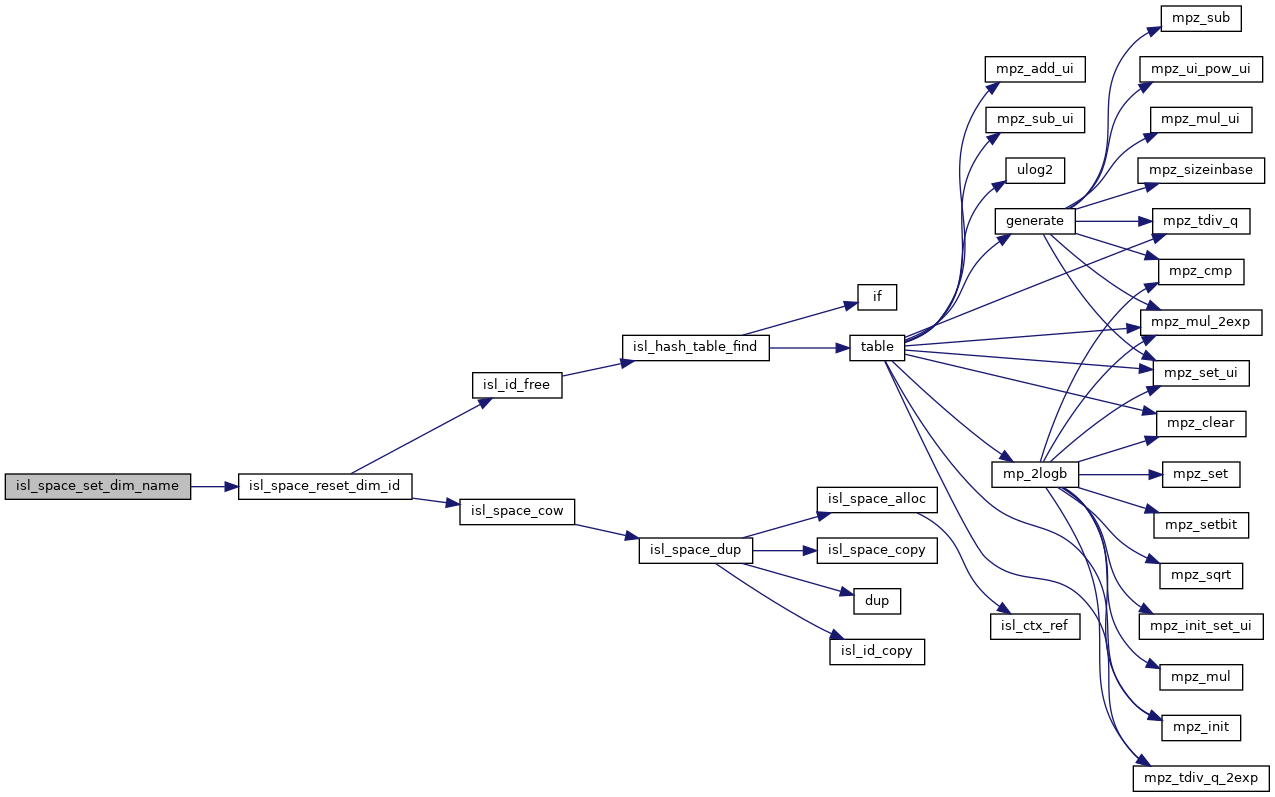 isl_space_set_dim_name
isl_space_reset_dim_id
isl_id_free
isl_space_cow
isl_hash_table_find
isl_space_dup
if
table
isl_space_alloc
isl_space_copy
dup
isl_id_copy
mpz_add_ui
mpz_sub_ui
ulog2
generate
mp_2logb
isl_ctx_ref
mpz_sub
mpz_ui_pow_ui
mpz_mul_ui
mpz_sizeinbase
mpz_tdiv_q
mpz_cmp
mpz_mul_2exp
mpz_set_ui
mpz_clear
mpz_set
mpz_setbit
mpz_sqrt
mpz_init_set_ui
mpz_mul
mpz_init
mpz_tdiv_q_2exp